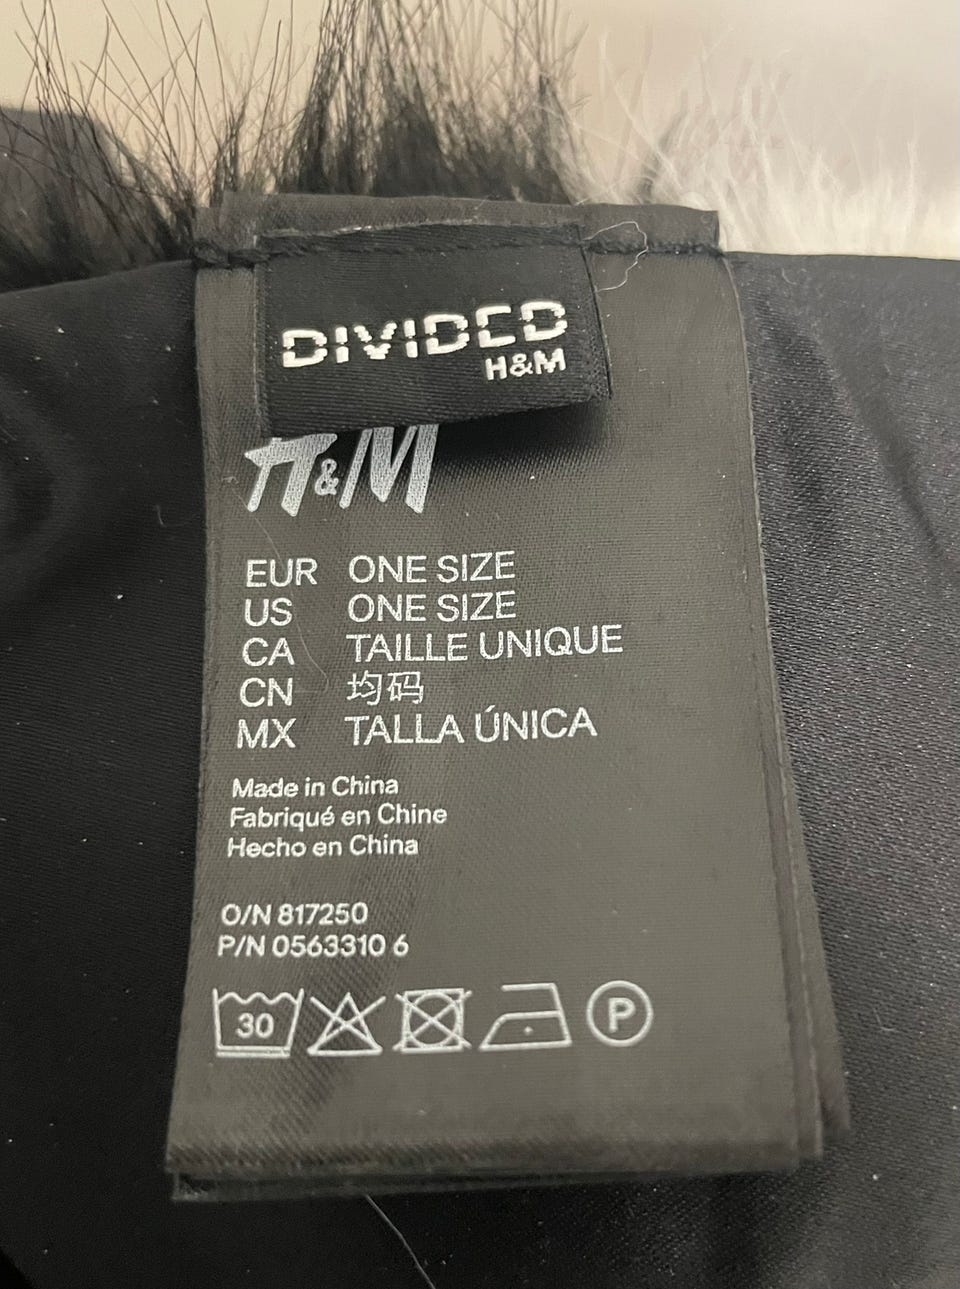 DIVIDED
H&M
H&M
EUR ONE SIZE
US ONE SIZE
CA TAILLE UNIQUE
CN 均码
MX TALLA ÚNICA
Made in China
Fabriqué en Chine
Hecho en China
O/N 817250
P/N 0563310 6
30
P